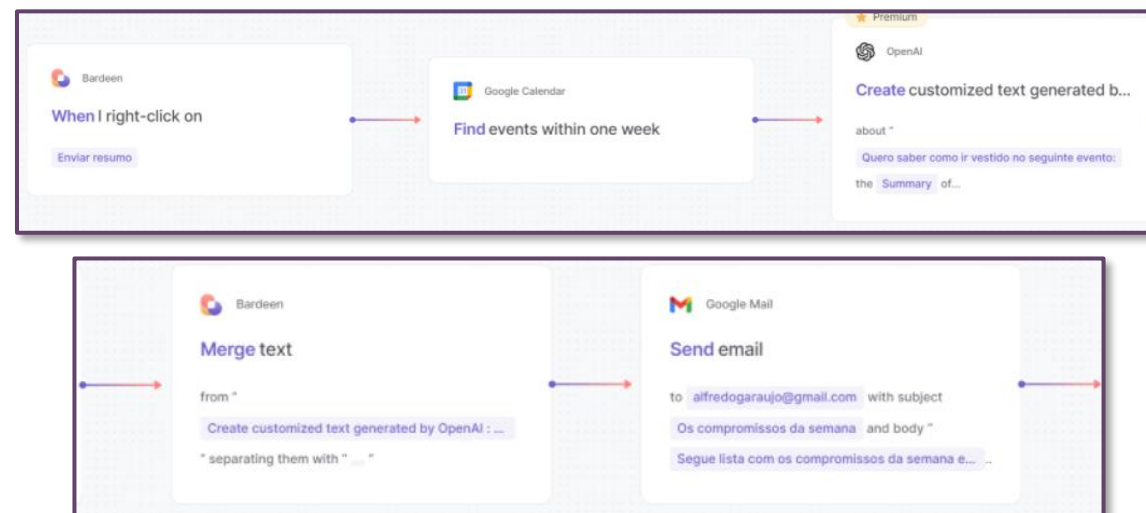 Bardeen
When I right-click on
Enviar resumo
Google Calendar
Find events within one week
Premium
OpenAI
Create customized text generated b...
about "
Quero saber como ir vestido no seguinte evento:
the Summary of...
Bardeen
Merge text
from "
Create customized text generated by OpenAI : ...
" separating them with " __ "
Google Mail
Send email
to alfredogaraujo@gmail.com with subject
Os compromissos da semana and body "
Segue lista com os compromissos da semana e... ..